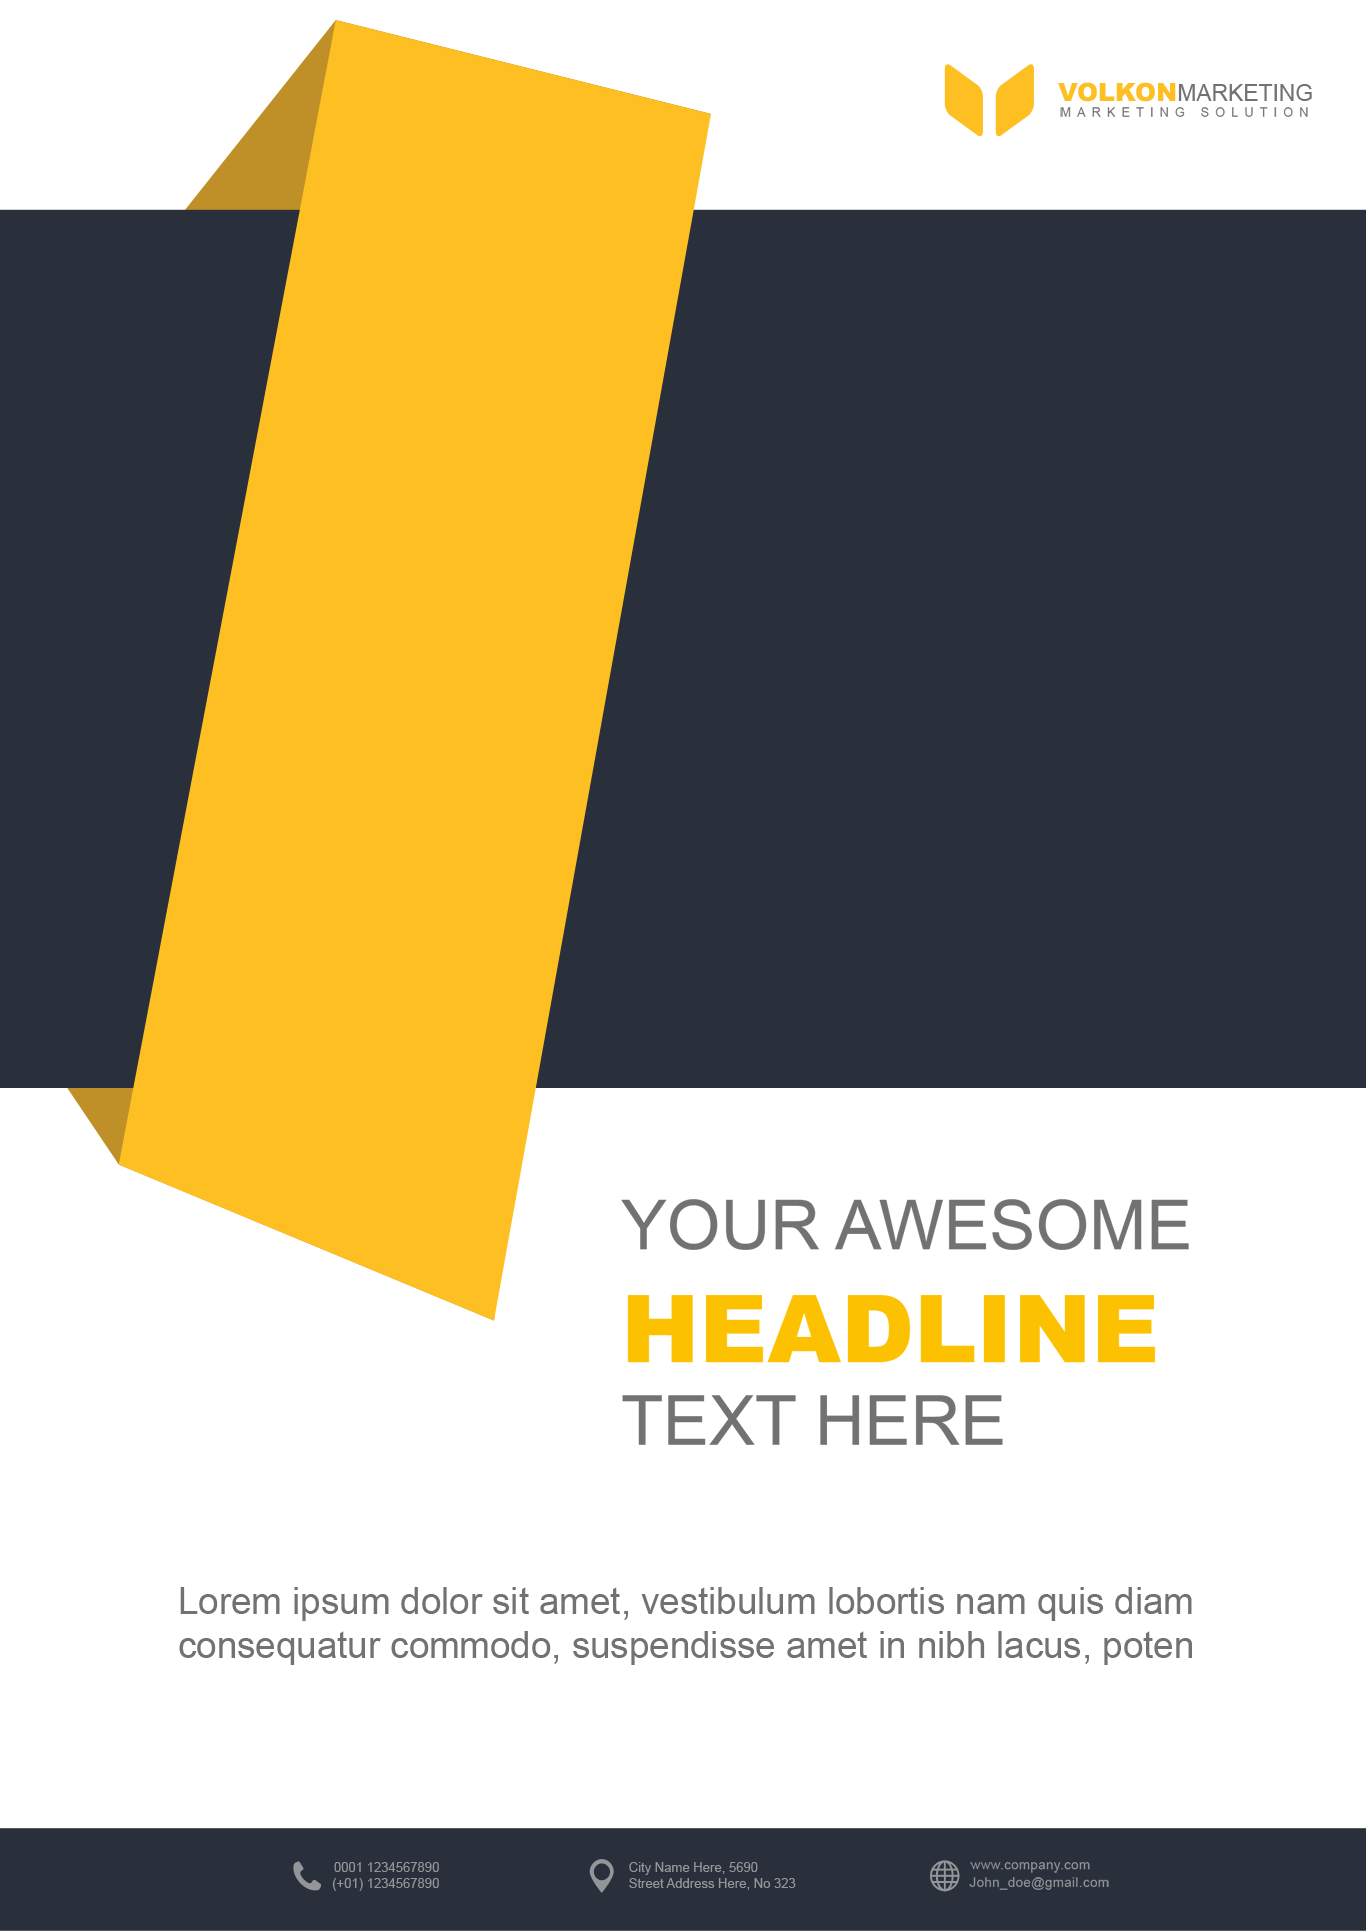 VOLKONMARKETING
MARKETING SOLUTION
YOUR AWESOME
HEADLINE
TEXT HERE
Lorem ipsum dolor sit amet, vestibulum lobortis nam quis diam
consequatur commodo, suspendisse amet in nibh lacus, poten
0001 1234567890
(+01) 1234567890
City Name Here, 5690
Street Address Here, No 323
www.company.com
John_doe@gmail.com